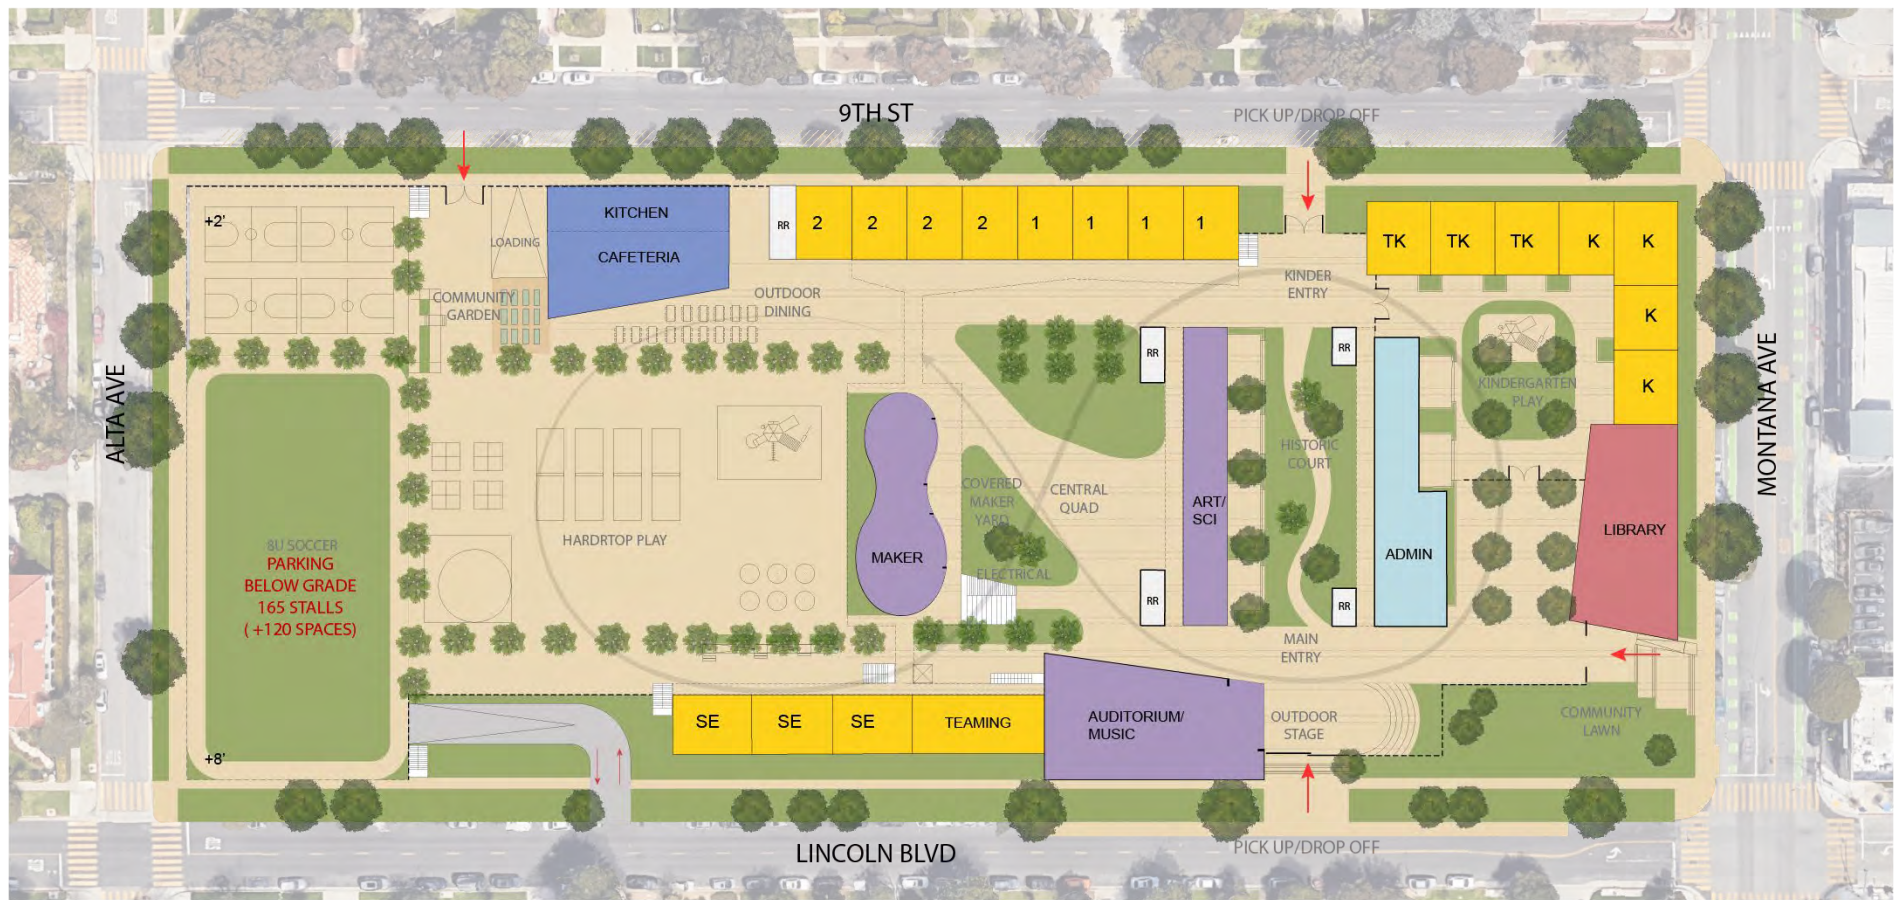 9TH ST
PICK UP/DROP OFF
+2'
LOADING
KITCHEN
CAFETERIA
RR
2
2
2
2
1
1
1
1
TK
TK
TK
K
K
K
K
KINDER
ENTRY
COMMUNITY
GARDEN
OUTDOOR
DINING
RR
RR
KINDERGARTEN
PLAY
ALTA AVE
MONTANA AVE
HISTORIC
COURT
COVERED
MAKER
YARD
CENTRAL
QUAD
ART/
SCI
LIBRARY
8U SOCCER
PARKING
BELOW GRADE
165 STALLS
( +120 SPACES)
HARDRTOP PLAY
MAKER
ADMIN
ELECTRICAL
RR
RR
MAIN
ENTRY
+8'
SE
SE
SE
TEAMING
AUDITORIUM/
MUSIC
OUTDOOR
STAGE
COMMUNITY
LAWN
LINCOLN BLVD
PICK UP/DROP OFF